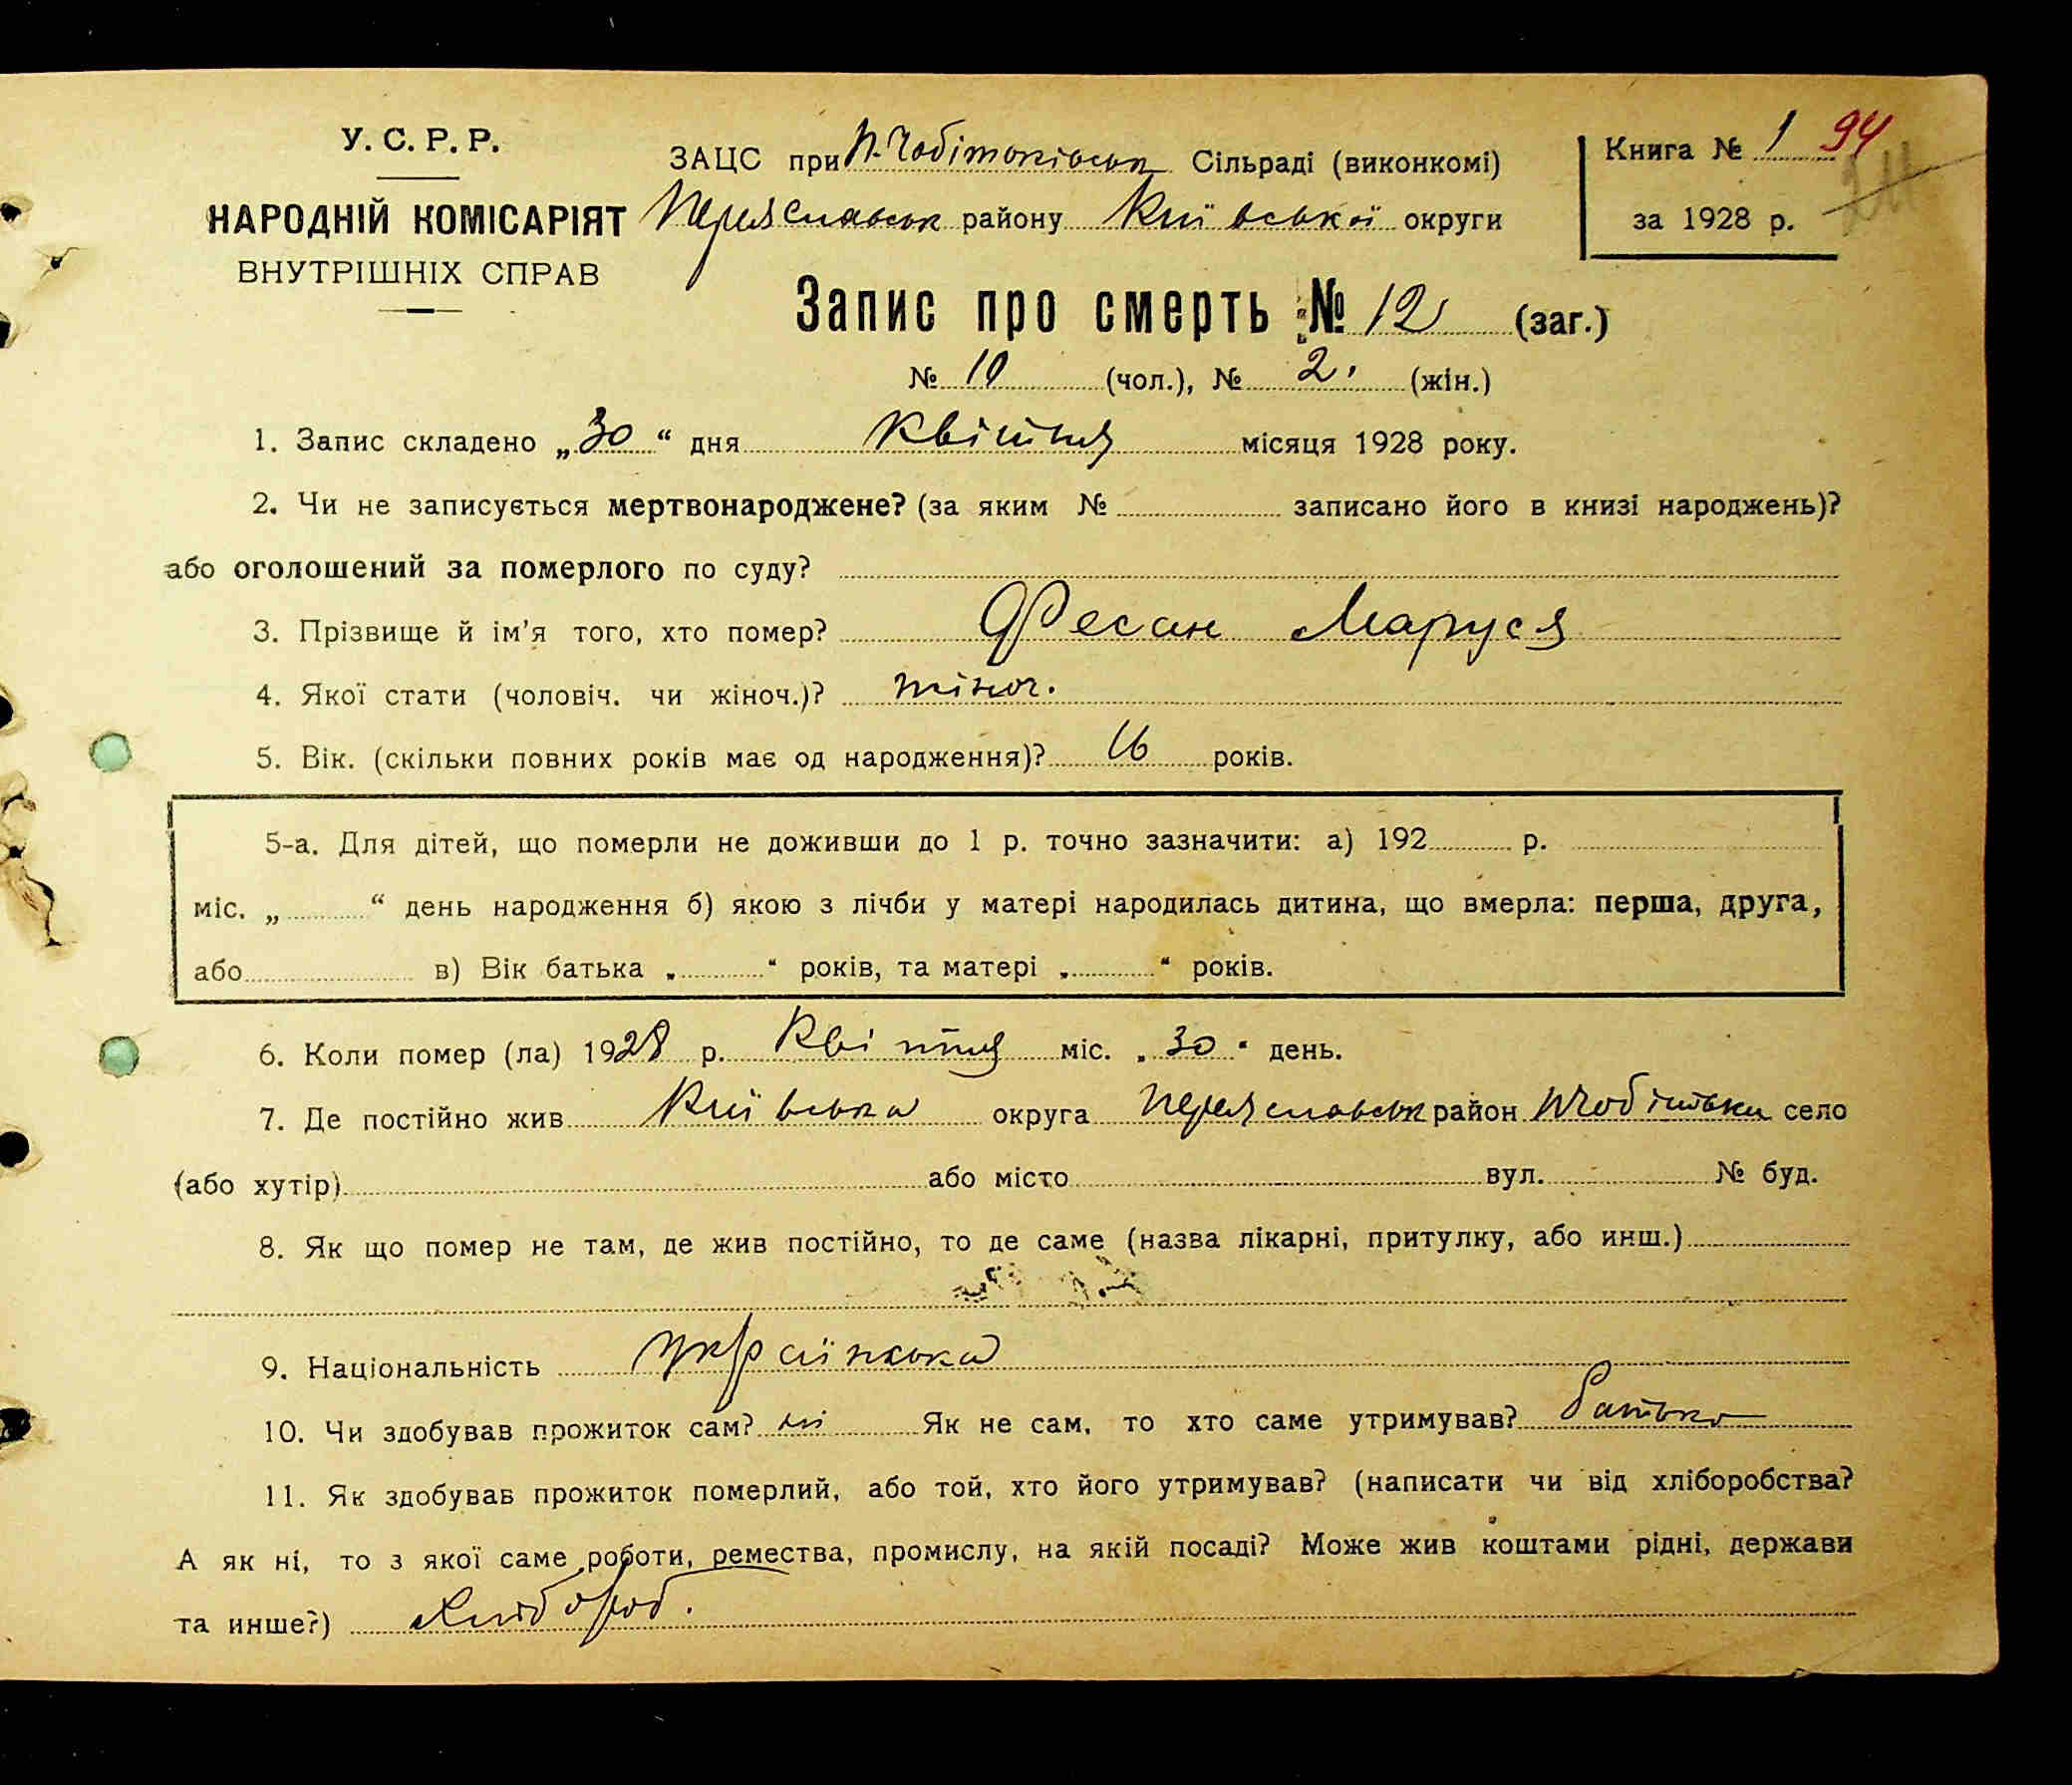 У. С. Р. Р.
НАРОДНІЙ КОМІСАРІЯТ
ВНУТРІШНІХ СПРАВ
ЗАЦС при П-Чобітоківськ Сільраді (виконкомі)
Переяславськ району Київської округи
Книга № 1 94
за 1928 р.
Запис про смерть № 12 (заг.)
№ 10 (чол.), № 2. (жін.)
1. Запис складено „30“ дня Квітня місяця 1928 року.
2. Чи не записується мертвонароджене? (за яким № записано його в книзі народжень)?
або оголошений за померлого по суду?
3. Прізвище й ім'я того, хто помер? Фесан Маруся
4. Якої стати (чоловіч. чи жіноч.)? жіноч.
5. Вік. (скільки повних років має од народження)? 16 років.
5-а. Для дітей, що померли не доживши до 1 р. точно зазначити: а) 192 р.
міс. „ “ день народження б) якою з лічби у матері народилась дитина, що вмерла: перша, друга,
або в) Вік батька „ “ років, та матері „ “ років.
6. Коли помер (ла) 1928 р. Квітня міс. „30“ день.
7. Де постійно жив Київська округа Переяславськ район село
(або хутір) або місто вул. № буд.
8. Як що помер не там, де жив постійно, то де саме (назва лікарні, притулку, або инш.)
9. Національність Українська
10. Чи здобував прожиток сам? ні Як не сам, то хто саме утримував? Батько
11. Як здобував прожиток померлий, або той, хто його утримував? (написати чи від хліборобства?
А як ні, то з якої саме роботи, ремества, промислу, на якій посаді? Може жив коштами рідні, держави
та инше?) Хлібороб.